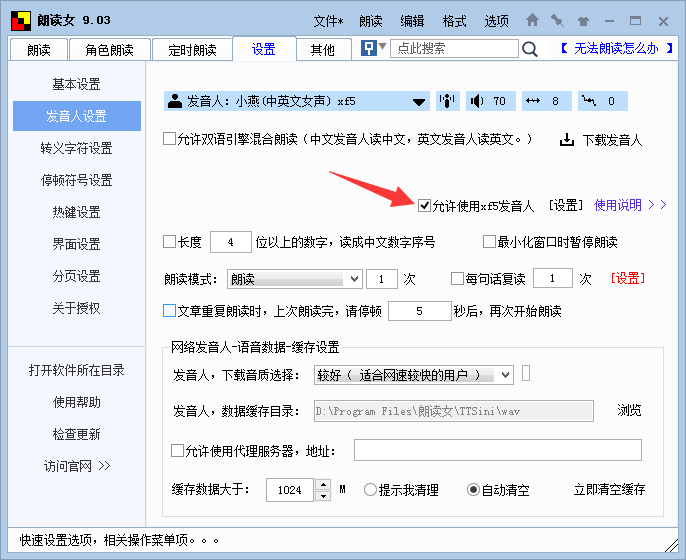 朗读女 9.03
文件* 朗读 编辑 格式 选项
朗读 角色朗读 定时朗读 设置 其他 点此搜索 【 无法朗读怎么办 】
基本设置
发音人设置
转义字符设置
停顿符号设置
热键设置
界面设置
分页设置
关于授权
打开软件所在目录
使用帮助
检查更新
访问官网 >>
发音人: 小燕(中英文女声) xf5 70 8 0
允许双语引擎混合朗读（中文发音人读中文，英文发音人读英文。） 下载发音人
允许使用xf5发音人 [设置] 使用说明 > >
长度 4 位以上的数字，读成中文数字序号 最小化窗口时暂停朗读
朗读模式: 朗读 1 次 每句话复读 1 次 [设置]
文章重复朗读时，上次朗读完，请停顿 5 秒后，再次开始朗读
网络发音人-语音数据-缓存设置
发音人，下载音质选择: 较好（ 适合网速较快的用户 ）
发音人，数据缓存目录: D:\Program Files\朗读女\TTSini\wav 浏览
允许使用代理服务器，地址:
缓存数据大于: 1024 M 提示我清理 自动清空 立即清空缓存
快速设置选项，相关操作菜单项。。。